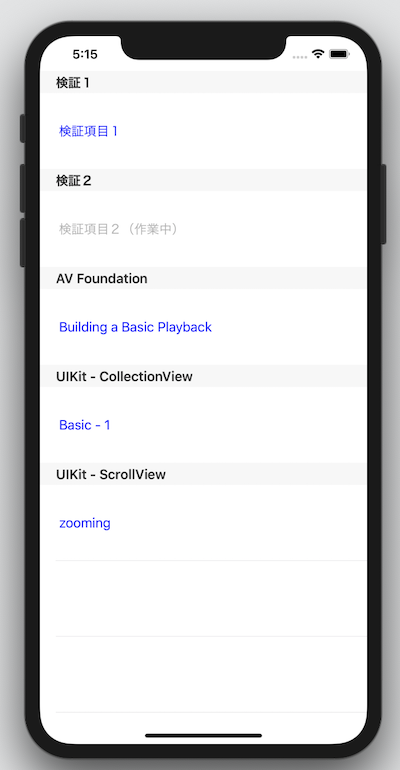 5:15
検証１
検証項目１
検証２
検証項目２（作業中）
AV Foundation
Building a Basic Playback
UIKit - CollectionView
Basic - 1
UIKit - ScrollView
zooming